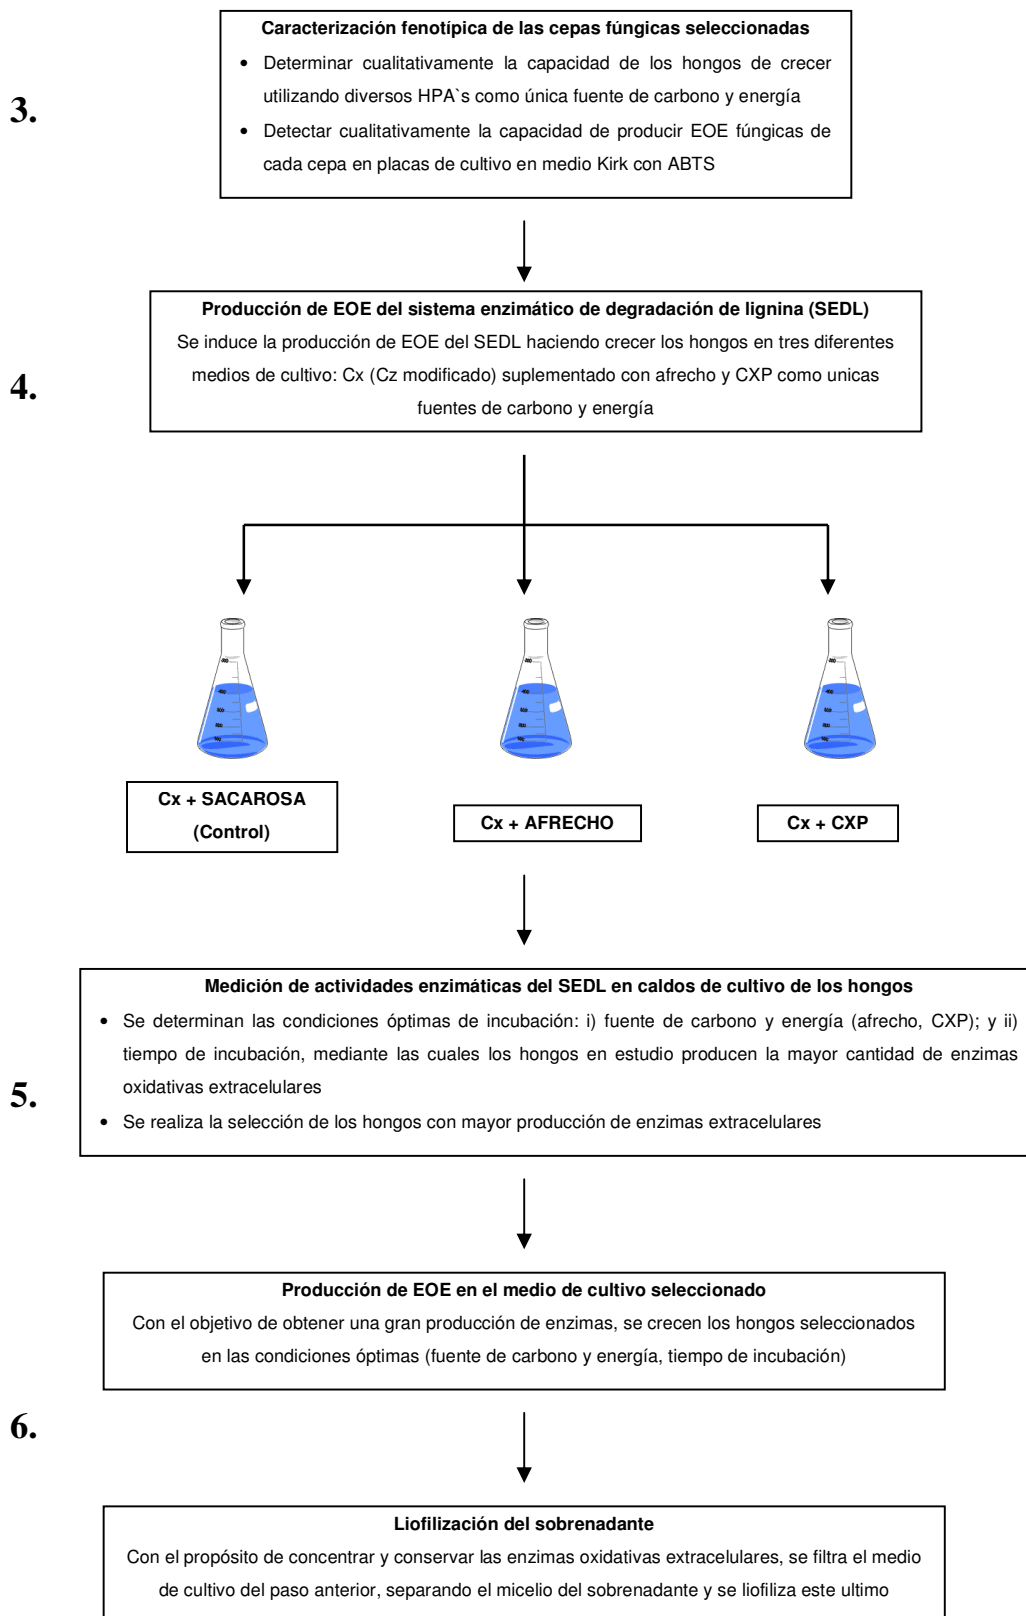 Caracterización fenotípica de las cepas fúngicas seleccionadas
• Determinar cualitativamente la capacidad de los hongos de crecer
utilizando diversos HPA`s como única fuente de carbono y energía
• Detectar cualitativamente la capacidad de producir EOE fúngicas de
cada cepa en placas de cultivo en medio Kirk con ABTS
3.
Producción de EOE del sistema enzimático de degradación de lignina (SEDL)
Se induce la producción de EOE del SEDL haciendo crecer los hongos en tres diferentes
medios de cultivo: Cx (Cz modificado) suplementado con afrecho y CXP como unicas
fuentes de carbono y energía
4.
Cx + SACAROSA
(Control)
Cx + AFRECHO
Cx + CXP
Medición de actividades enzimáticas del SEDL en caldos de cultivo de los hongos
• Se determinan las condiciones óptimas de incubación: i) fuente de carbono y energía (afrecho, CXP); y ii)
tiempo de incubación, mediante las cuales los hongos en estudio producen la mayor cantidad de enzimas
oxidativas extracelulares
• Se realiza la selección de los hongos con mayor producción de enzimas extracelulares
5.
Producción de EOE en el medio de cultivo seleccionado
Con el objetivo de obtener una gran producción de enzimas, se crecen los hongos seleccionados
en las condiciones óptimas (fuente de carbono y energía, tiempo de incubación)
6.
Liofilización del sobrenadante
Con el propósito de concentrar y conservar las enzimas oxidativas extracelulares, se filtra el medio
de cultivo del paso anterior, separando el micelio del sobrenadante y se liofiliza este ultimo